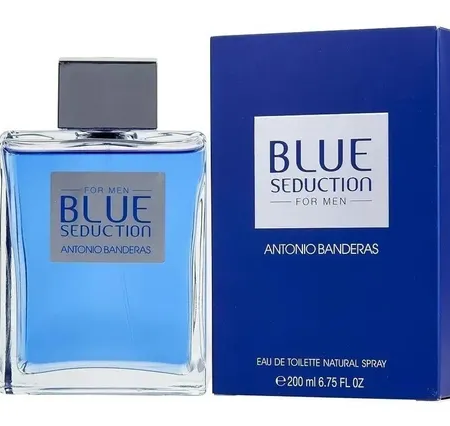 FOR MEN
BLUE
SEDUCTION
ANTONIO BANDERAS
BLUE
SEDUCTION
FOR MEN
ANTONIO BANDERAS
EAU DE TOILETTE NATURAL SPRAY
℮ 200 ml 6.75 FL OZ